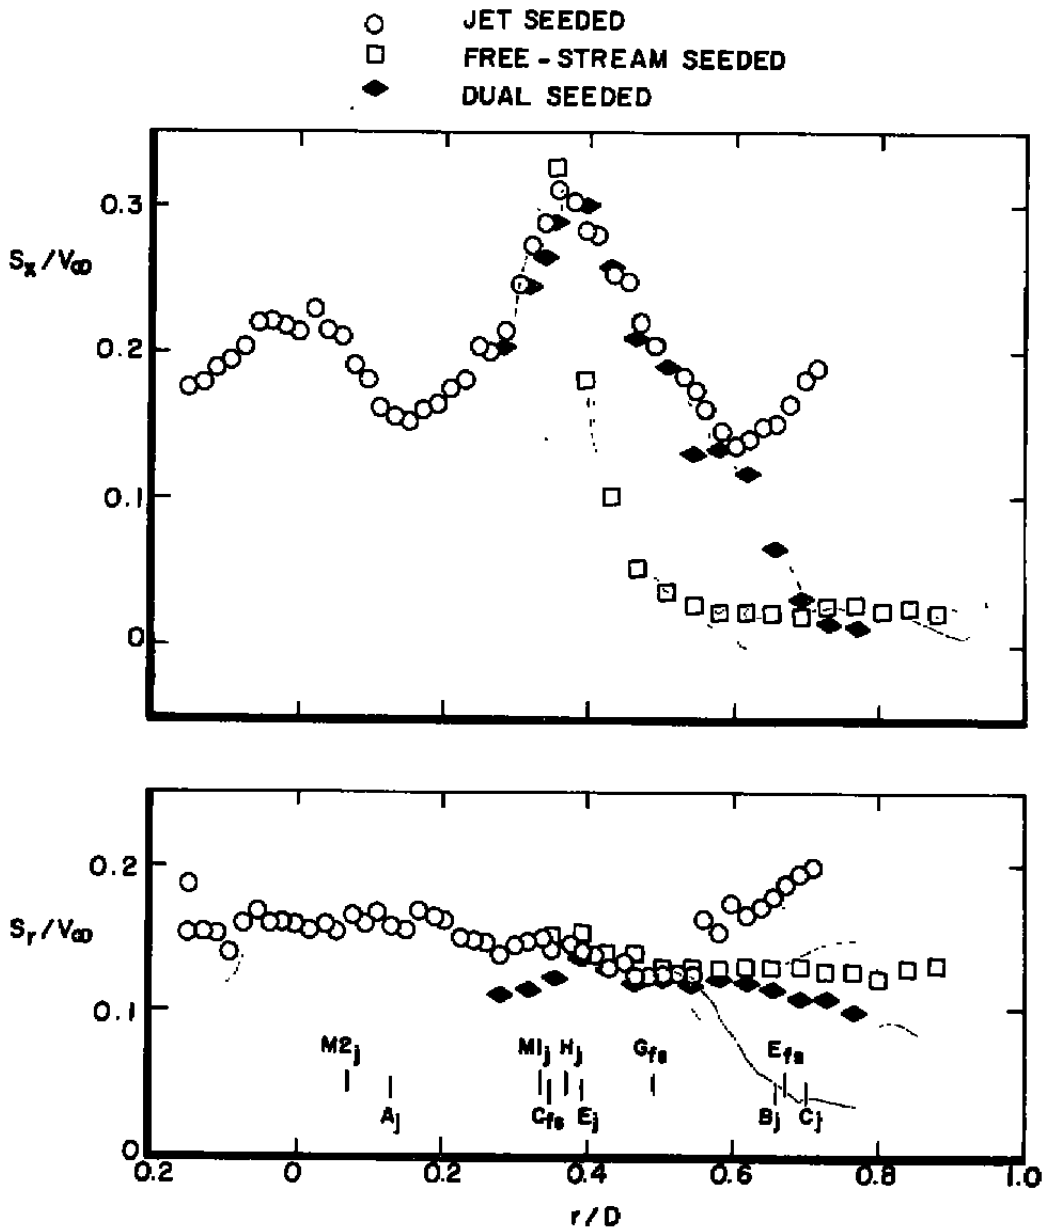 JET SEEDED
FREE-STREAM SEEDED
DUAL SEEDED
0.3
Sx/V∞
0.2
0.1
0
0.2
Sr/V∞
0.1
M2j M1j Hj Gfs Efs
Aj Cfs Ej Bj Cj
0
0.2 0 0.2 0.4 0.6 0.8 1.0
r/D